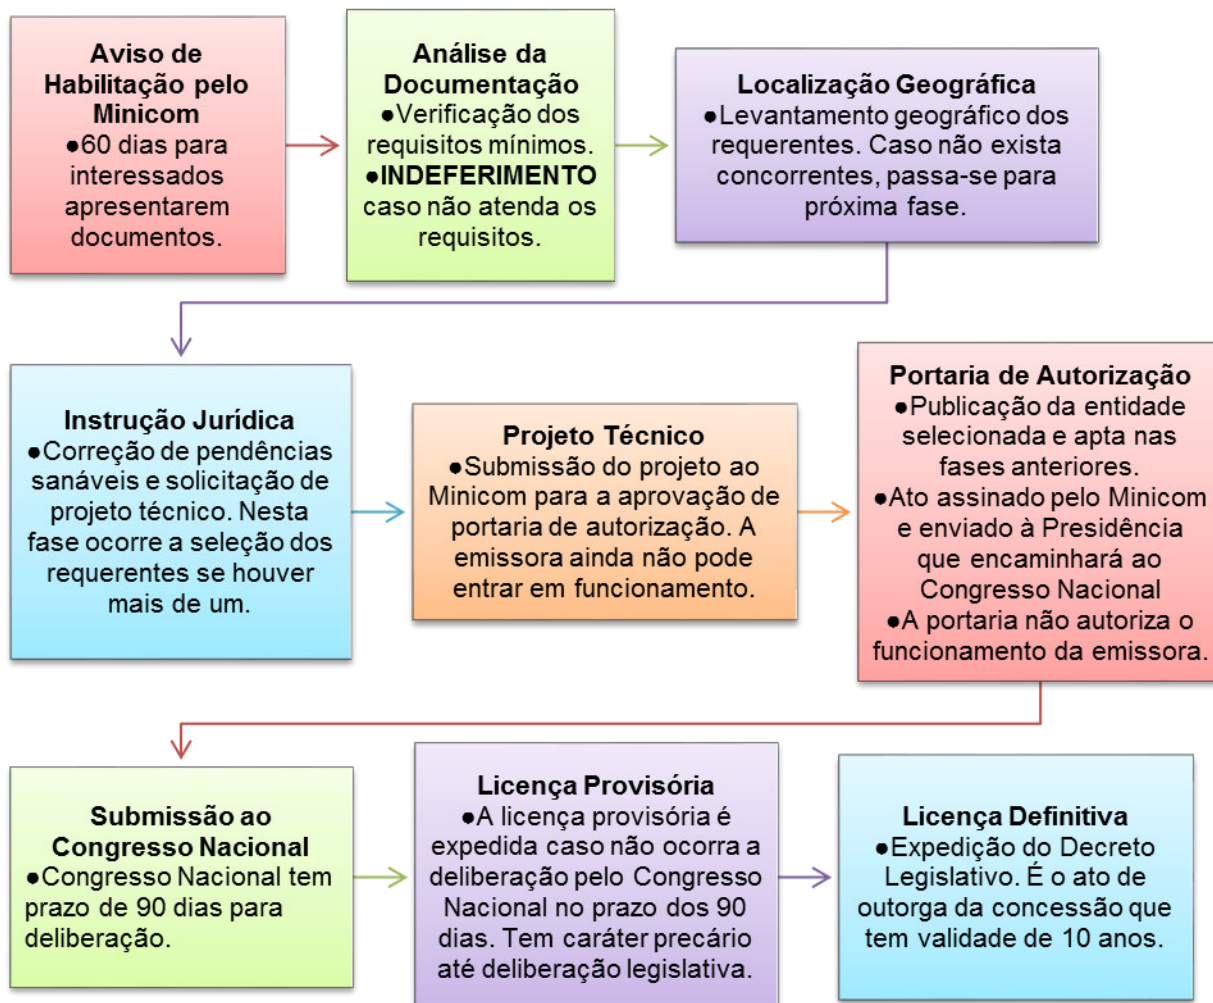 Aviso de
Habilitação pelo
Minicom
●60 dias para
interessados
apresentarem
documentos.
Análise da
Documentação
●Verificação dos
requisitos mínimos.
●INDEFERIMENTO
caso não atenda os
requisitos.
Localização Geográfica
●Levantamento geográfico dos
requerentes. Caso não exista
concorrentes, passa-se para
próxima fase.
Instrução Jurídica
●Correção de pendências
sanáveis e solicitação de
projeto técnico. Nesta
fase ocorre a seleção dos
requerentes se houver
mais de um.
Projeto Técnico
●Submissão do projeto ao
Minicom para a aprovação de
portaria de autorização. A
emissora ainda não pode
entrar em funcionamento.
Portaria de Autorização
●Publicação da entidade
selecionada e apta nas
fases anteriores.
●Ato assinado pelo Minicom
e enviado à Presidência
que encaminhará ao
Congresso Nacional
●A portaria não autoriza o
funcionamento da emissora.
Submissão ao
Congresso Nacional
●Congresso Nacional tem
prazo de 90 dias para
deliberação.
Licença Provisória
●A licença provisória é
expedida caso não ocorra a
deliberação pelo Congresso
Nacional no prazo dos 90
dias. Tem caráter precário
até deliberação legislativa.
Licença Definitiva
●Expedição do Decreto
Legislativo. É o ato de
outorga da concessão que
tem validade de 10 anos.